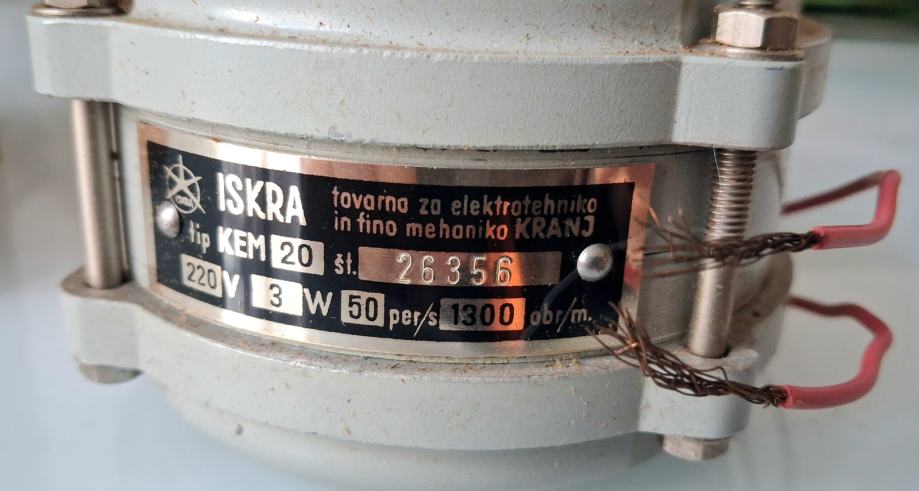 ISKRA tovarna za elektrotehniko
in fino mehaniko KRANJ
tip KEM 20 št. 26356
220 V 3 W 50 per/s 1300 obr/m.